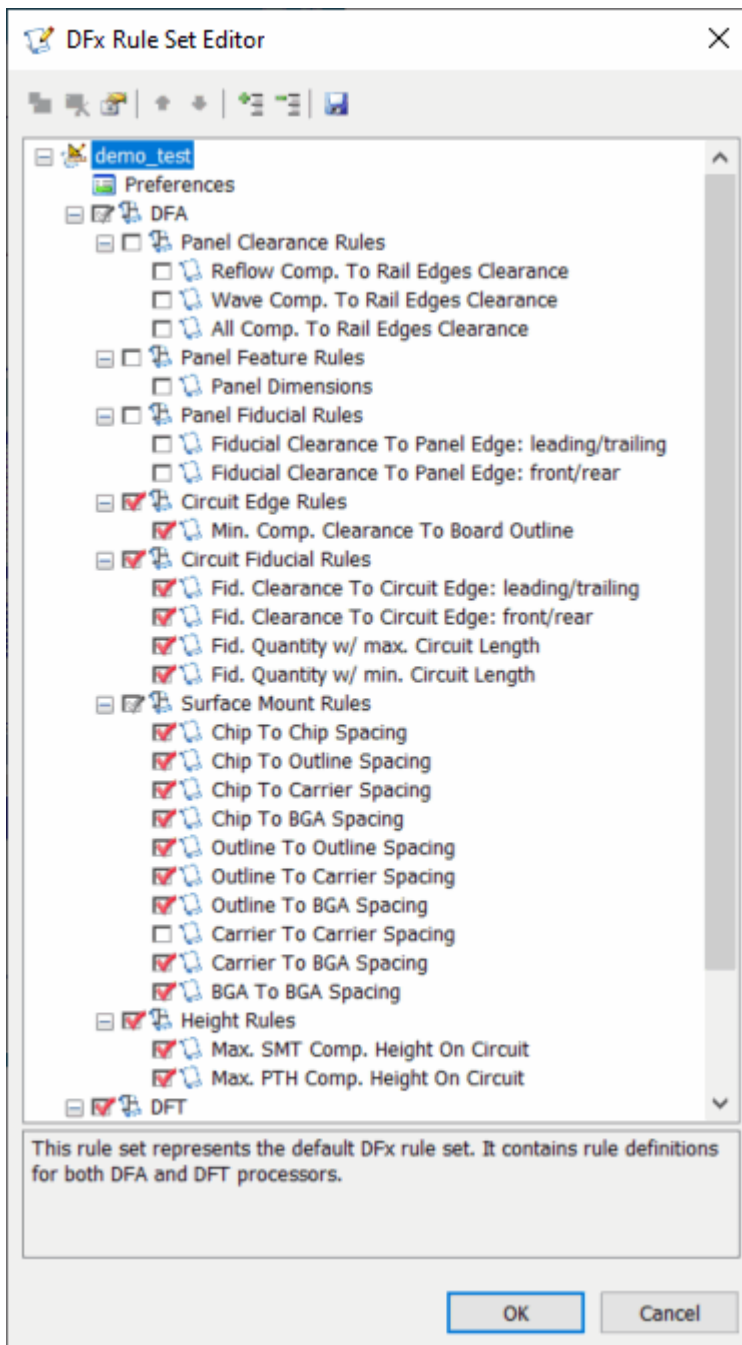 DFx Rule Set Editor
demo_test
Preferences
DFA
Panel Clearance Rules
Reflow Comp. To Rail Edges Clearance
Wave Comp. To Rail Edges Clearance
All Comp. To Rail Edges Clearance
Panel Feature Rules
Panel Dimensions
Panel Fiducial Rules
Fiducial Clearance To Panel Edge: leading/trailing
Fiducial Clearance To Panel Edge: front/rear
Circuit Edge Rules
Min. Comp. Clearance To Board Outline
Circuit Fiducial Rules
Fid. Clearance To Circuit Edge: leading/trailing
Fid. Clearance To Circuit Edge: front/rear
Fid. Quantity w/ max. Circuit Length
Fid. Quantity w/ min. Circuit Length
Surface Mount Rules
Chip To Chip Spacing
Chip To Outline Spacing
Chip To Carrier Spacing
Chip To BGA Spacing
Outline To Outline Spacing
Outline To Carrier Spacing
Outline To BGA Spacing
Carrier To Carrier Spacing
Carrier To BGA Spacing
BGA To BGA Spacing
Height Rules
Max. SMT Comp. Height On Circuit
Max. PTH Comp. Height On Circuit
DFT
This rule set represents the default DFx rule set. It contains rule definitions
for both DFA and DFT processors.
OK Cancel